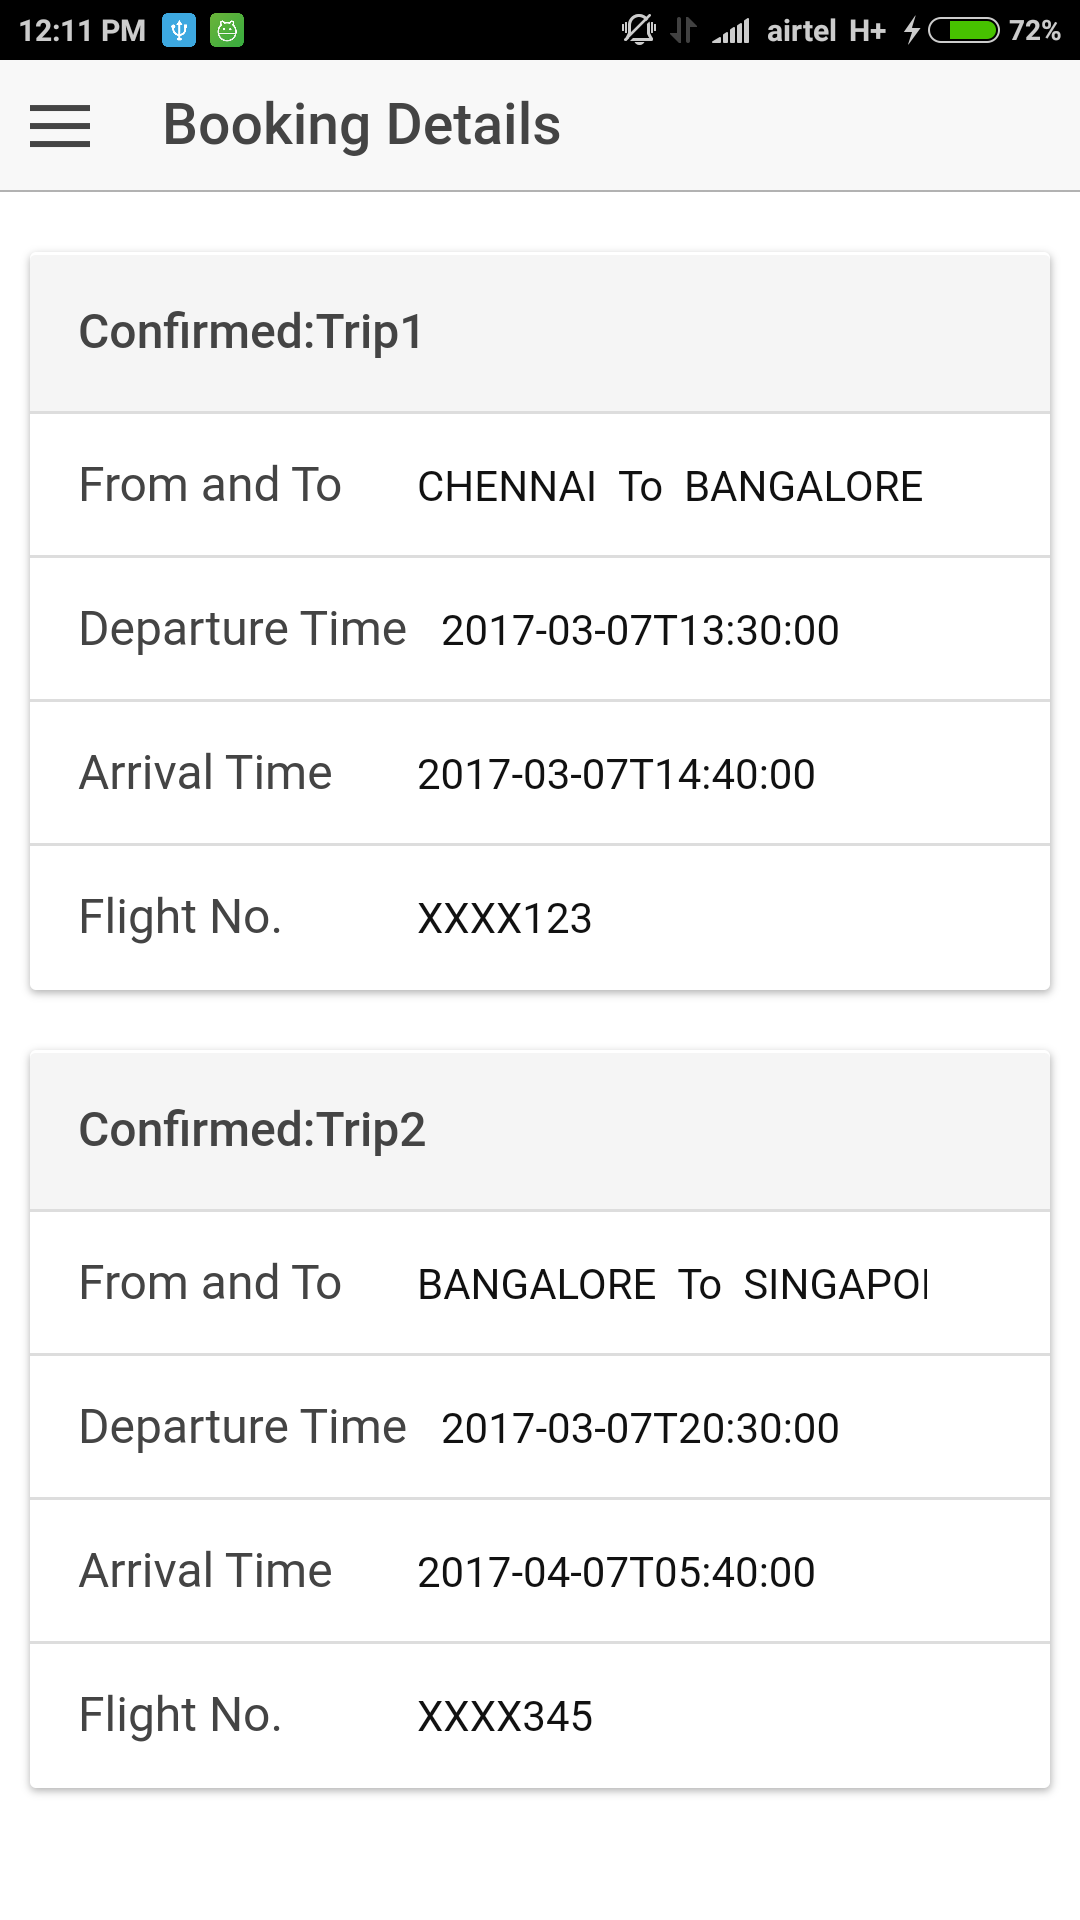 12:11 PM airtel H+ 72%
Booking Details
Confirmed:Trip1
From and To CHENNAI To BANGALORE
Departure Time 2017-03-07T13:30:00
Arrival Time 2017-03-07T14:40:00
Flight No. XXXX123
Confirmed:Trip2
From and To BANGALORE To
Departure Time 2017-03-07T20:30:00
Arrival Time 2017-04-07T05:40:00
Flight No. XXXX345